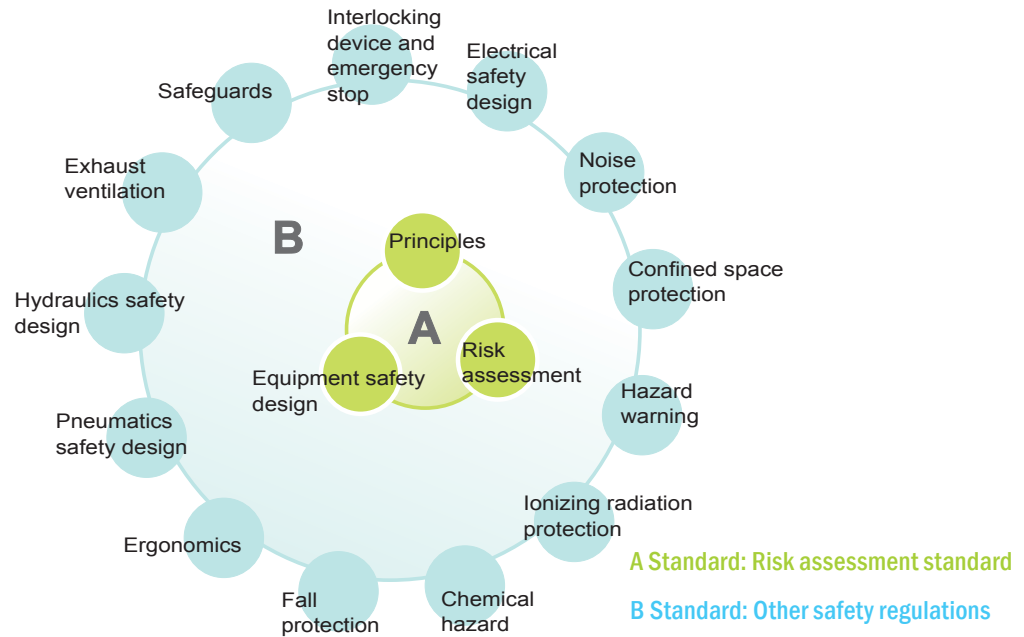 Interlocking
device and
emergency
stop
Electrical
safety
design
Safeguards
Noise
protection
Exhaust
ventilation
B
Principles
Confined space
protection
Hydraulics safety
design
A
Risk
assessment
Equipment safety
design
Hazard
warning
Pneumatics
safety design
Ionizing radiation
protection
Ergonomics
Fall
protection
Chemical
hazard
A Standard: Risk assessment standard
B Standard: Other safety regulations